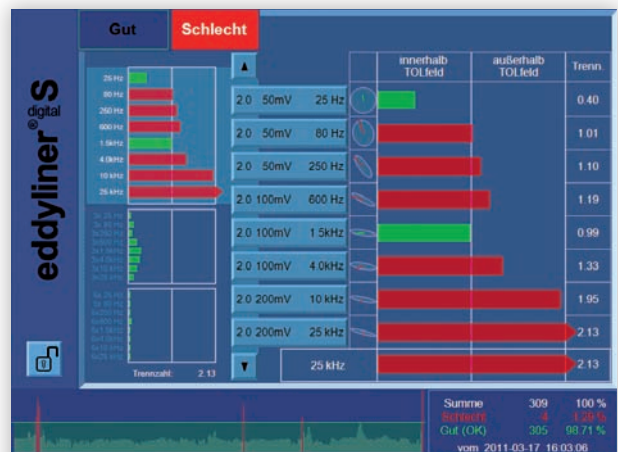 Gut Schlecht
eddyliner® digital S
25 Hz
80 Hz
250 Hz
600 Hz
1.5kHz
4.0kHz
10 kHz
25 kHz
Trennzahl: 2.13
innerhalb TOLfeld
außerhalb TOLfeld
Trenn.
2.0 50mV 25 Hz 0.40
2.0 50mV 80 Hz 1.01
2.0 50mV 250 Hz 1.10
2.0 100mV 600 Hz 1.19
2.0 100mV 1.5kHz 0.99
2.0 100mV 4.0kHz 1.33
2.0 200mV 10 kHz 1.95
2.0 200mV 25 kHz 2.13
25 kHz 2.13
Summe 309 100 %
Schlecht 4
Gut (OK) 305 98.71 %
vom 2011-03-17 16:03:06